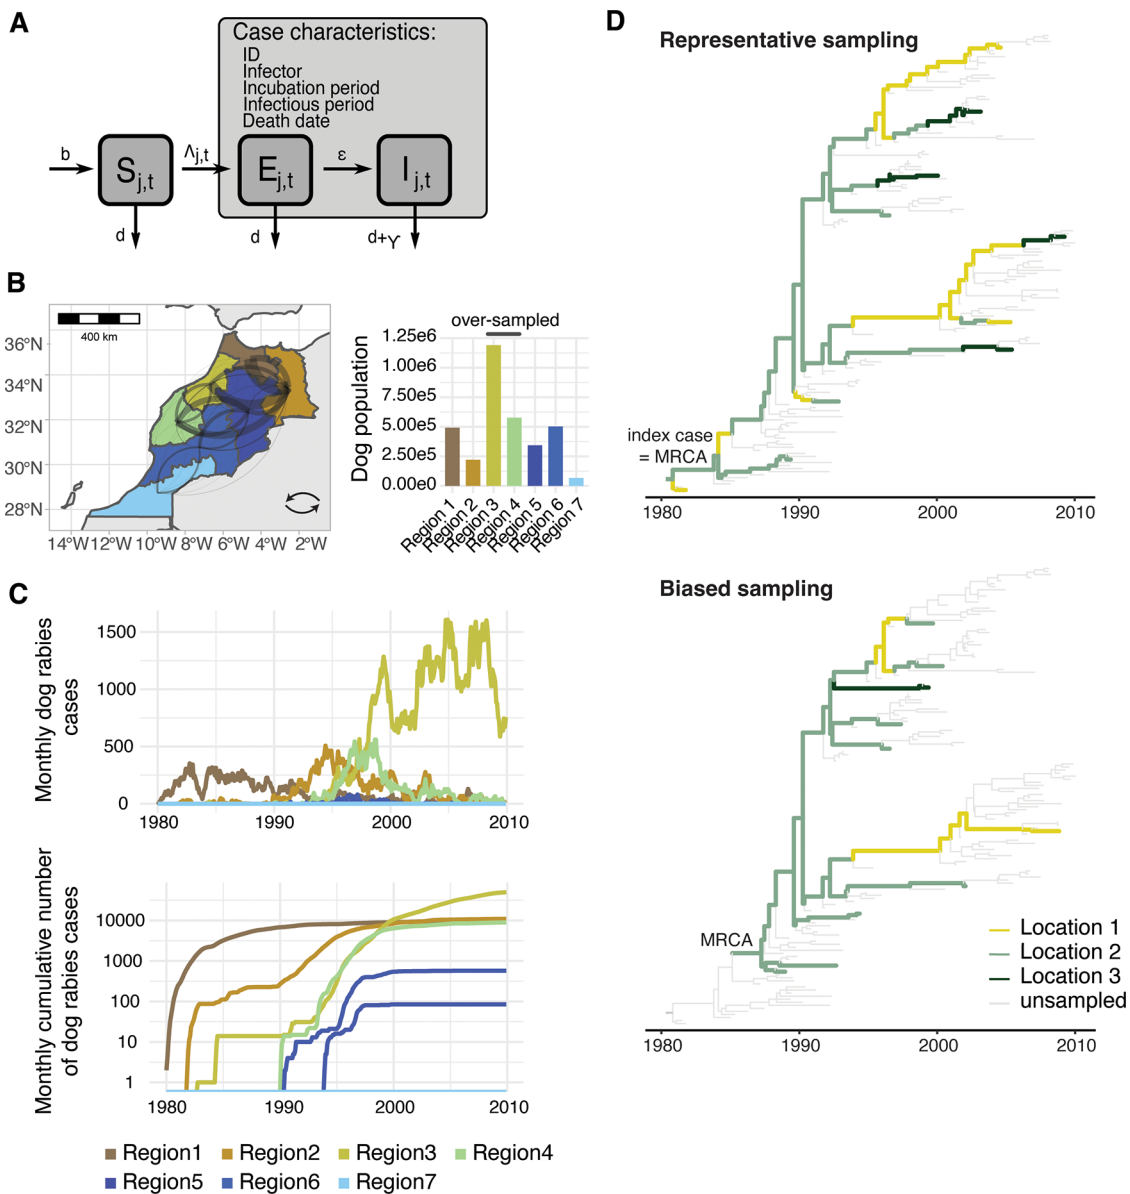 A
Case characteristics:
ID
Infector
Incubation period
Infectious period
Death date
b
S j,t
Λj,t
E j,t
ε
I j,t
d
d
d+ϒ
B
400 km
36°N
34°N
32°N
30°N
28°N
14°W 12°W 10°W 8°W 6°W 4°W 2°W
over-sampled
Dog population
1.25e6
1.00e6
7.50e5
5.00e5
2.50e5
0.00e0
Region 1
Region 2
Region 3
Region 4
Region 5
Region 6
Region 7
C
Monthly dog rabies
cases
1500
1000
500
0
1980 1990 2000 2010
Monthly cumulative number
of dog rabies cases
10000
1000
100
10
1
1980 1990 2000 2010
Region1 Region2 Region3 Region4
Region5 Region6 Region7
D
Representative sampling
index case
= MRCA
1980 1990 2000 2010
Biased sampling
MRCA
Location 1
Location 2
Location 3
unsampled
1980 1990 2000 2010